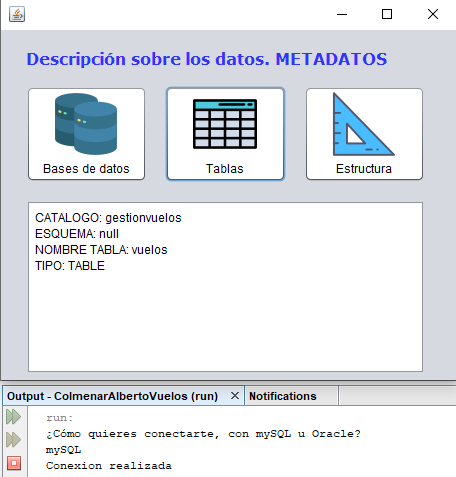 Descripción sobre los datos. METADATOS
Bases de datos
Tablas
Estructura
CATALOGO: gestionvuelos
ESQUEMA: null
NOMBRE TABLA: vuelos
TIPO: TABLE
Output - ColmenarAlbertoVuelos (run)
Notifications
run:
¿Cómo quieres conectarte, con mySQL u Oracle?
mySQL
Conexion realizada